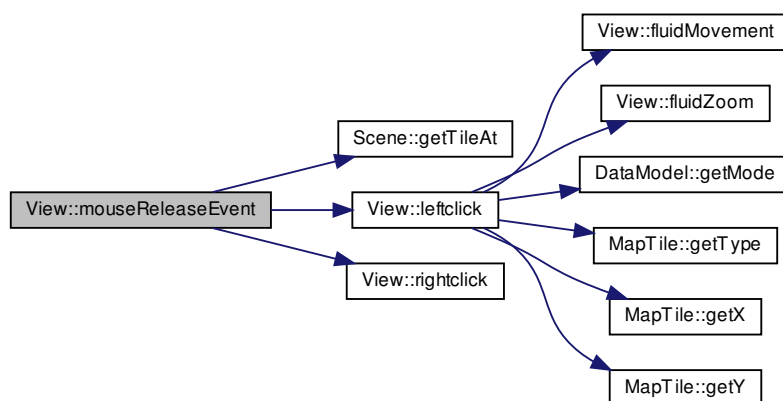 View::fluidMovement
View::fluidZoom
Scene::getTileAt
DataModel::getMode
View::mouseReleaseEvent
View::leftclick
MapTile::getType
View::rightclick
MapTile::getX
MapTile::getY